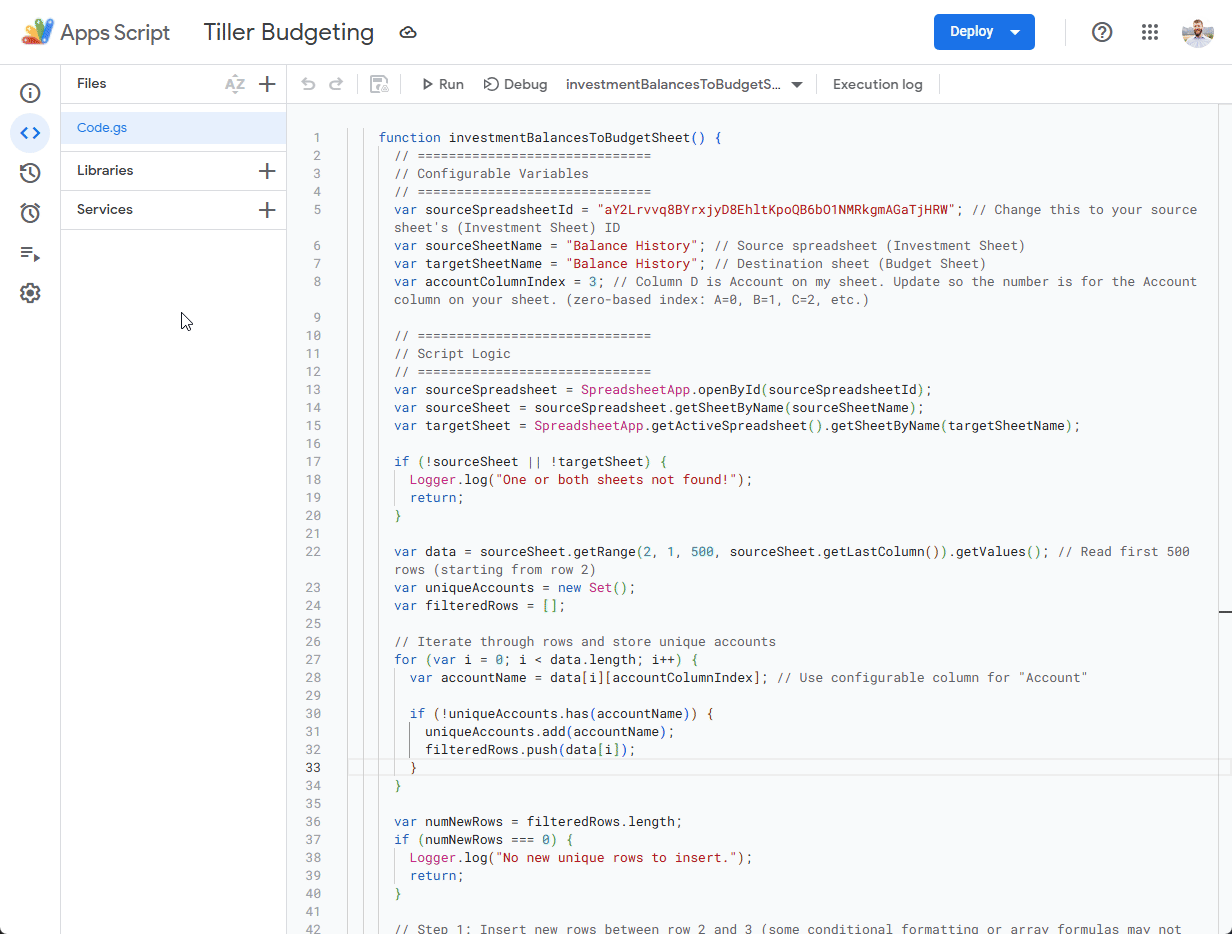 Apps Script
Tiller Budgeting
Deploy
Files
AZ
Run
Debug
investmentBalancesToBudgetS...
Execution log
Code.gs
Libraries
Services
1 function investmentBalancesToBudgetSheet() {
2 // ==============================
3 // Configurable Variables
4 // ==============================
5 var sourceSpreadsheetId = "aY2Lrvvq8BYrxjyD8EhltKpoQB6bO1NMRkgmAGaTjHRW"; // Change this to your source
sheet's (Investment Sheet) ID
6 var sourceSheetName = "Balance History"; // Source spreadsheet (Investment Sheet)
7 var targetSheetName = "Balance History"; // Destination sheet (Budget Sheet)
8 var accountColumnIndex = 3; // Column D is Account on my sheet. Update so the number is for the Account
column on your sheet. (zero-based index: A=0, B=1, C=2, etc.)
9
10 // ==============================
11 // Script Logic
12 // ==============================
13 var sourceSpreadsheet = SpreadsheetApp.openById(sourceSpreadsheetId);
14 var sourceSheet = sourceSpreadsheet.getSheetByName(sourceSheetName);
15 var targetSheet = SpreadsheetApp.getActiveSpreadsheet().getSheetByName(targetSheetName);
16
17 if (!sourceSheet || !targetSheet) {
18 Logger.log("One or both sheets not found!");
19 return;
20 }
21
22 var data = sourceSheet.getRange(2, 1, 500, sourceSheet.getLastColumn()).getValues(); // Read first 500
rows (starting from row 2)
23 var uniqueAccounts = new Set();
24 var filteredRows = [];
25
26 // Iterate through rows and store unique accounts
27 for (var i = 0; i < data.length; i++) {
28 var accountName = data[i][accountColumnIndex]; // Use configurable column for "Account"
29
30 if (!uniqueAccounts.has(accountName)) {
31 uniqueAccounts.add(accountName);
32 filteredRows.push(data[i]);
33 }
34 }
35
36 var numNewRows = filteredRows.length;
37 if (numNewRows === 0) {
38 Logger.log("No new unique rows to insert.");
39 return;
40 }
41
42 // Step 1: Insert new rows between row 2 and 3 (some conditional formatting or array formulas may not